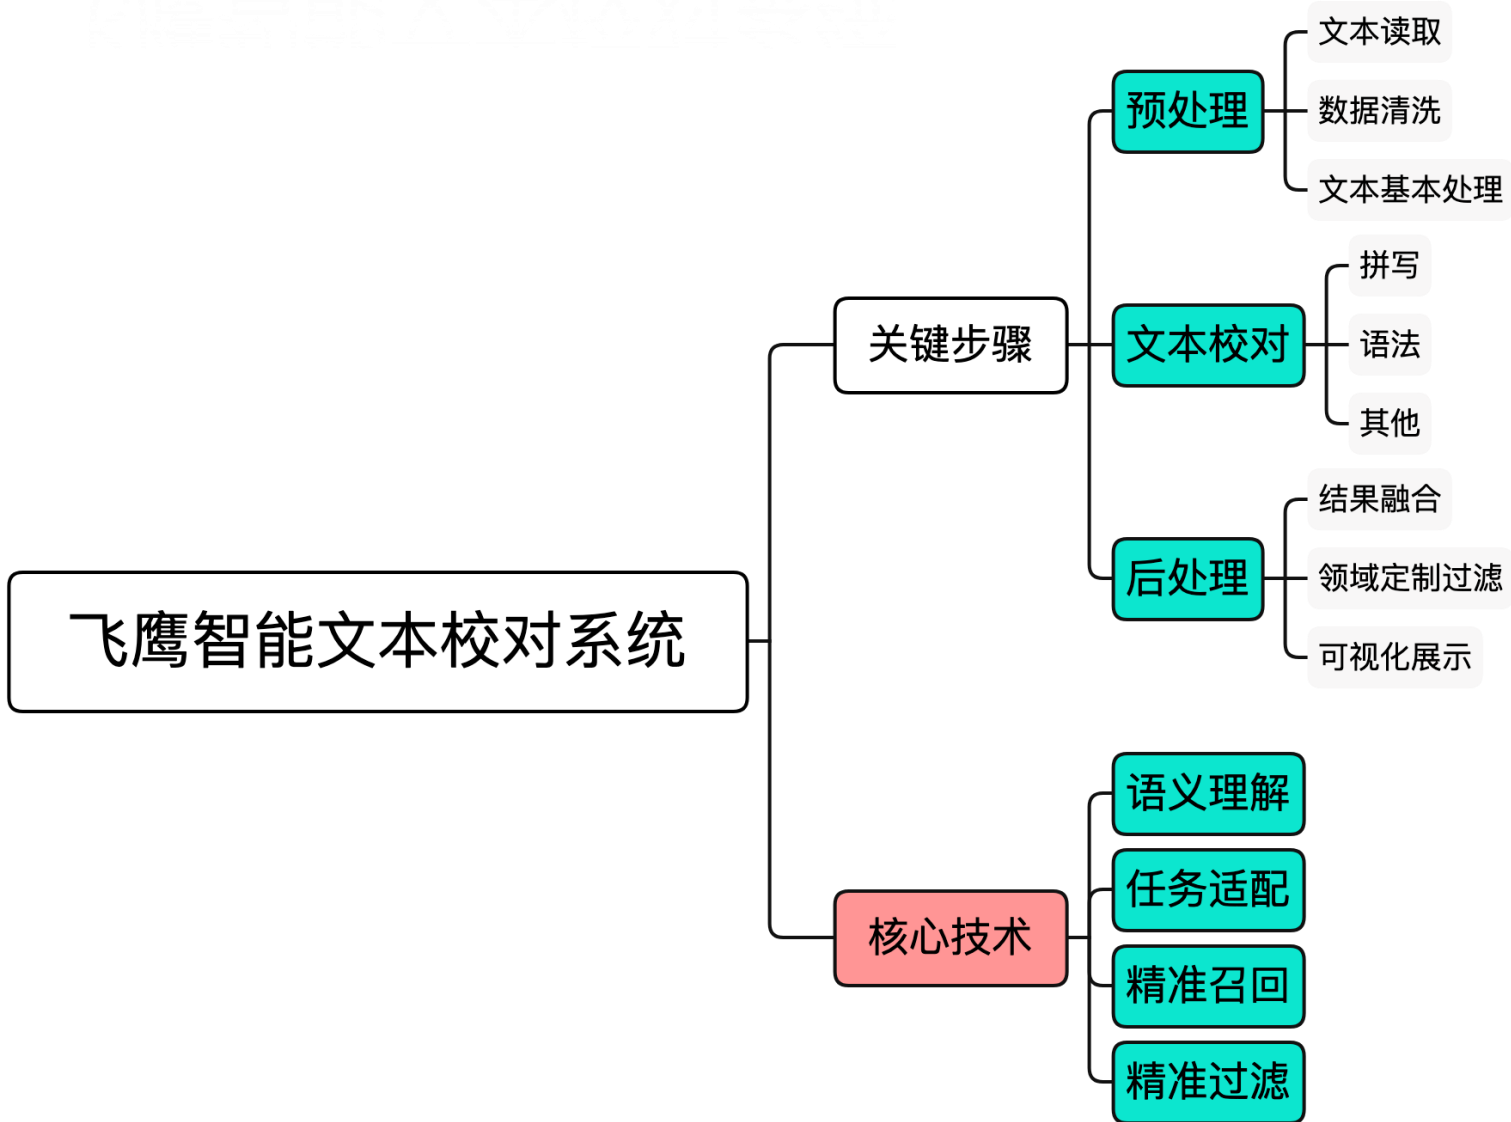 飞鹰智能文本校对系统
关键步骤
预处理
文本读取
数据清洗
文本基本处理
文本校对
拼写
语法
其他
后处理
结果融合
领域定制过滤
可视化展示
核心技术
语义理解
任务适配
精准召回
精准过滤